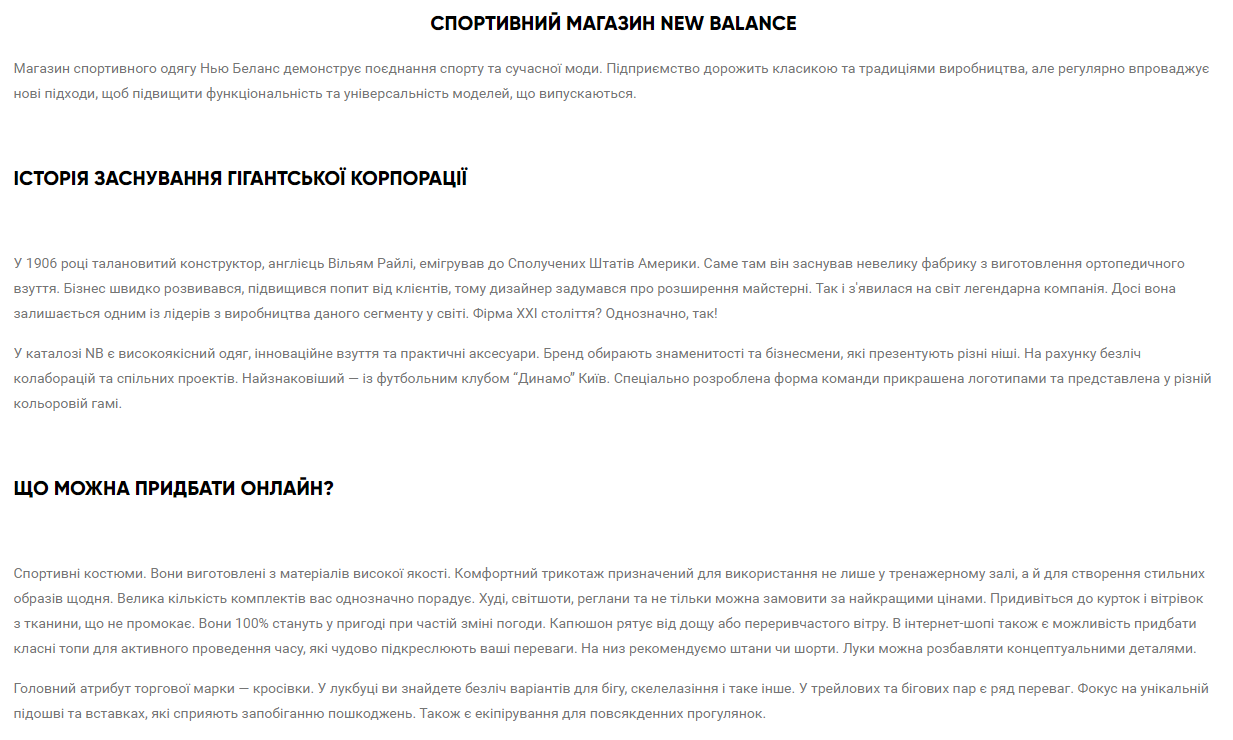 СПОРТИВНИЙ МАГАЗИН NEW BALANCE
Магазин спортивного одягу Нью Беланс демонструє поєднання спорту та сучасної моди. Підприємство дорожить класикою та традиціями виробництва, але регулярно впроваджує
нові підходи, щоб підвищити функціональність та універсальність моделей, що випускаються.
ІСТОРІЯ ЗАСНУВАННЯ ГІГАНТСЬКОЇ КОРПОРАЦІЇ
У 1906 році талановитий конструктор, англієць Вільям Райлі, емігрував до Сполучених Штатів Америки. Саме там він заснував невелику фабрику з виготовлення ортопедичного
взуття. Бізнес швидко розвивався, підвищився попит від клієнтів, тому дизайнер задумався про розширення майстерні. Так і з'явилася на світ легендарна компанія. Досі вона
залишається одним із лідерів з виробництва даного сегменту у світі. Фірма XXI століття? Однозначно, так!
У каталозі NB є високоякісний одяг, інноваційне взуття та практичні аксесуари. Бренд обирають знаменитості та бізнесмени, які презентують різні ніші. На рахунку безліч
колаборацій та спільних проектів. Найзнаковіший — із футбольним клубом “Динамо” Київ. Спеціально розроблена форма команди прикрашена логотипами та представлена у різній
кольоровій гамі.
ЩО МОЖНА ПРИДБАТИ ОНЛАЙН?
Спортивні костюми. Вони виготовлені з матеріалів високої якості. Комфортний трикотаж призначений для використання не лише у тренажерному залі, а й для створення стильних
образів щодня. Велика кількість комплектів вас однозначно порадує. Худі, світшоти, реглани та не тільки можна замовити за найкращими цінами. Придивіться до курток і вітрівок
з тканини, що не промокає. Вони 100% стануть у пригоді при частій зміні погоди. Капюшон рятує від дощу або переривчастого вітру. В інтернет-шопі також є можливість придбати
класні топи для активного проведення часу, які чудово підкреслюють ваші переваги. На низ рекомендуємо штани чи шорти. Луки можна розбавляти концептуальними деталями.
Головний атрибут торгової марки — кросівки. У лукбуці ви знайдете безліч варіантів для бігу, скелелазіння і таке інше. У трейлових та бігових пар є ряд переваг. Фокус на унікальній
підошві та вставках, які сприяють запобіганню пошкоджень. Також є екіпірування для повсякденних прогулянок.